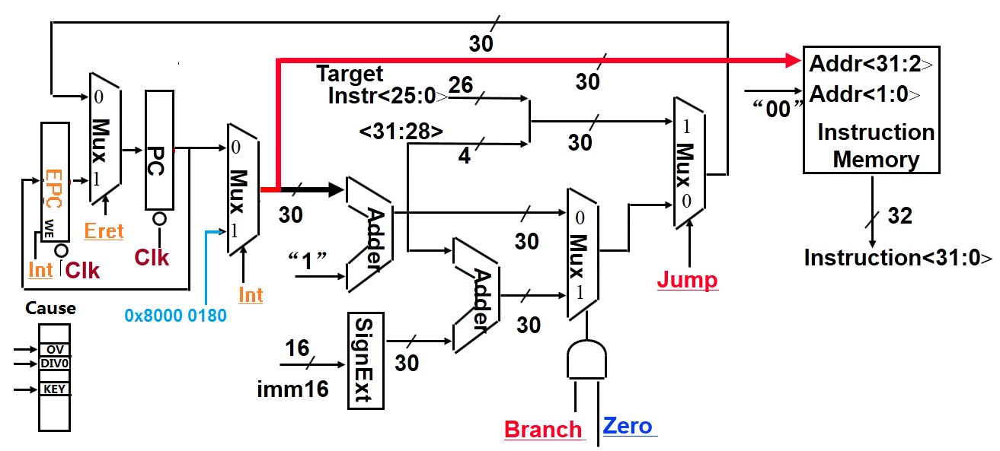 30
30
Target
Instr<25:0>
26
<31:28>
4
30
Addr<31:2>
“00”
Addr<1:0>
Instruction
Memory
32
Instruction<31:0>
0
Mux
1
Eret
PC
Clk
EPC
WE
Int
Clk
0
Mux
1
Int
0x8000 0180
30
“1”
Adder
30
Adder
30
16
imm16
SignExt
30
0
Mux
1
Branch
Zero
1
Mux
0
Jump
Cause
OV
DIV0
KEY